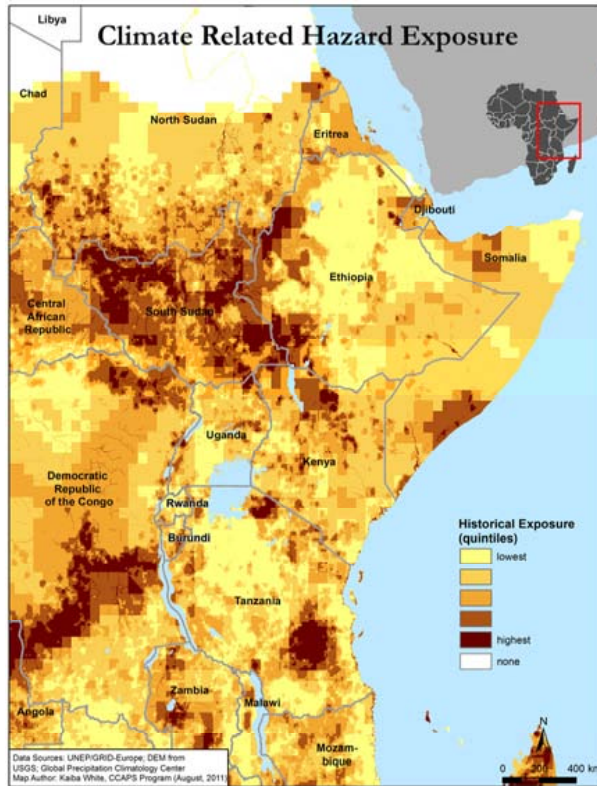 Libya
Climate Related Hazard Exposure
Chad
North Sudan
Eritrea
Djibouti
Somalia
Ethiopia
Central
African
Republic
South Sudan
Uganda
Kenya
Democratic
Republic
of the Congo
Rwanda
Burundi
Historical Exposure
(quintiles)
lowest
highest
none
Tanzania
Zambia
Malawi
Angola
Mozam-
bique
N
0 200 400 km
Data Sources: UNEP/GRID-Europe; DEM from
USGS; Global Precipitation Climatology Center
Map Author: Kaiba White, CCAPS Program (August, 2011)